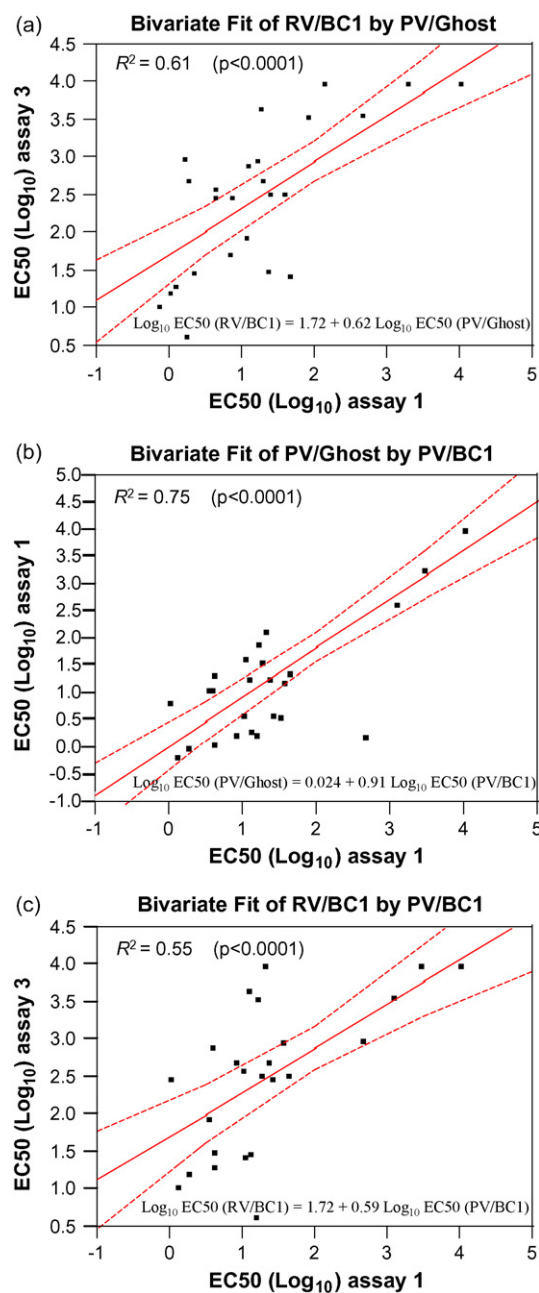 (a)
Bivariate Fit of RV/BC1 by PV/Ghost
R² = 0.61 (p<0.0001)
EC50 (Log₁₀) assay 3
4.5
4.0
3.5
3.0
2.5
2.0
1.5
1.0
0.5
Log₁₀ EC50 (RV/BC1) = 1.72 + 0.62 Log₁₀ EC50 (PV/Ghost)
-1 0 1 2 3 4 5
EC50 (Log₁₀) assay 1
(b)
Bivariate Fit of PV/Ghost by PV/BC1
R² = 0.75 (p<0.0001)
EC50 (Log₁₀) assay 1
5.0
4.5
4.0
3.5
3.0
2.5
2.0
1.5
1.0
0.5
0.0
-0.5
-1.0
Log₁₀ EC50 (PV/Ghost) = 0.024 + 0.91 Log₁₀ EC50 (PV/BC1)
-1 0 1 2 3 4 5
EC50 (Log₁₀) assay 1
(c)
Bivariate Fit of RV/BC1 by PV/BC1
R² = 0.55 (p<0.0001)
EC50 (Log₁₀) assay 3
4.5
4.0
3.5
3.0
2.5
2.0
1.5
1.0
0.5
Log₁₀ EC50 (RV/BC1) = 1.72 + 0.59 Log₁₀ EC50 (PV/BC1)
-1 0 1 2 3 4 5
EC50 (Log₁₀) assay 1